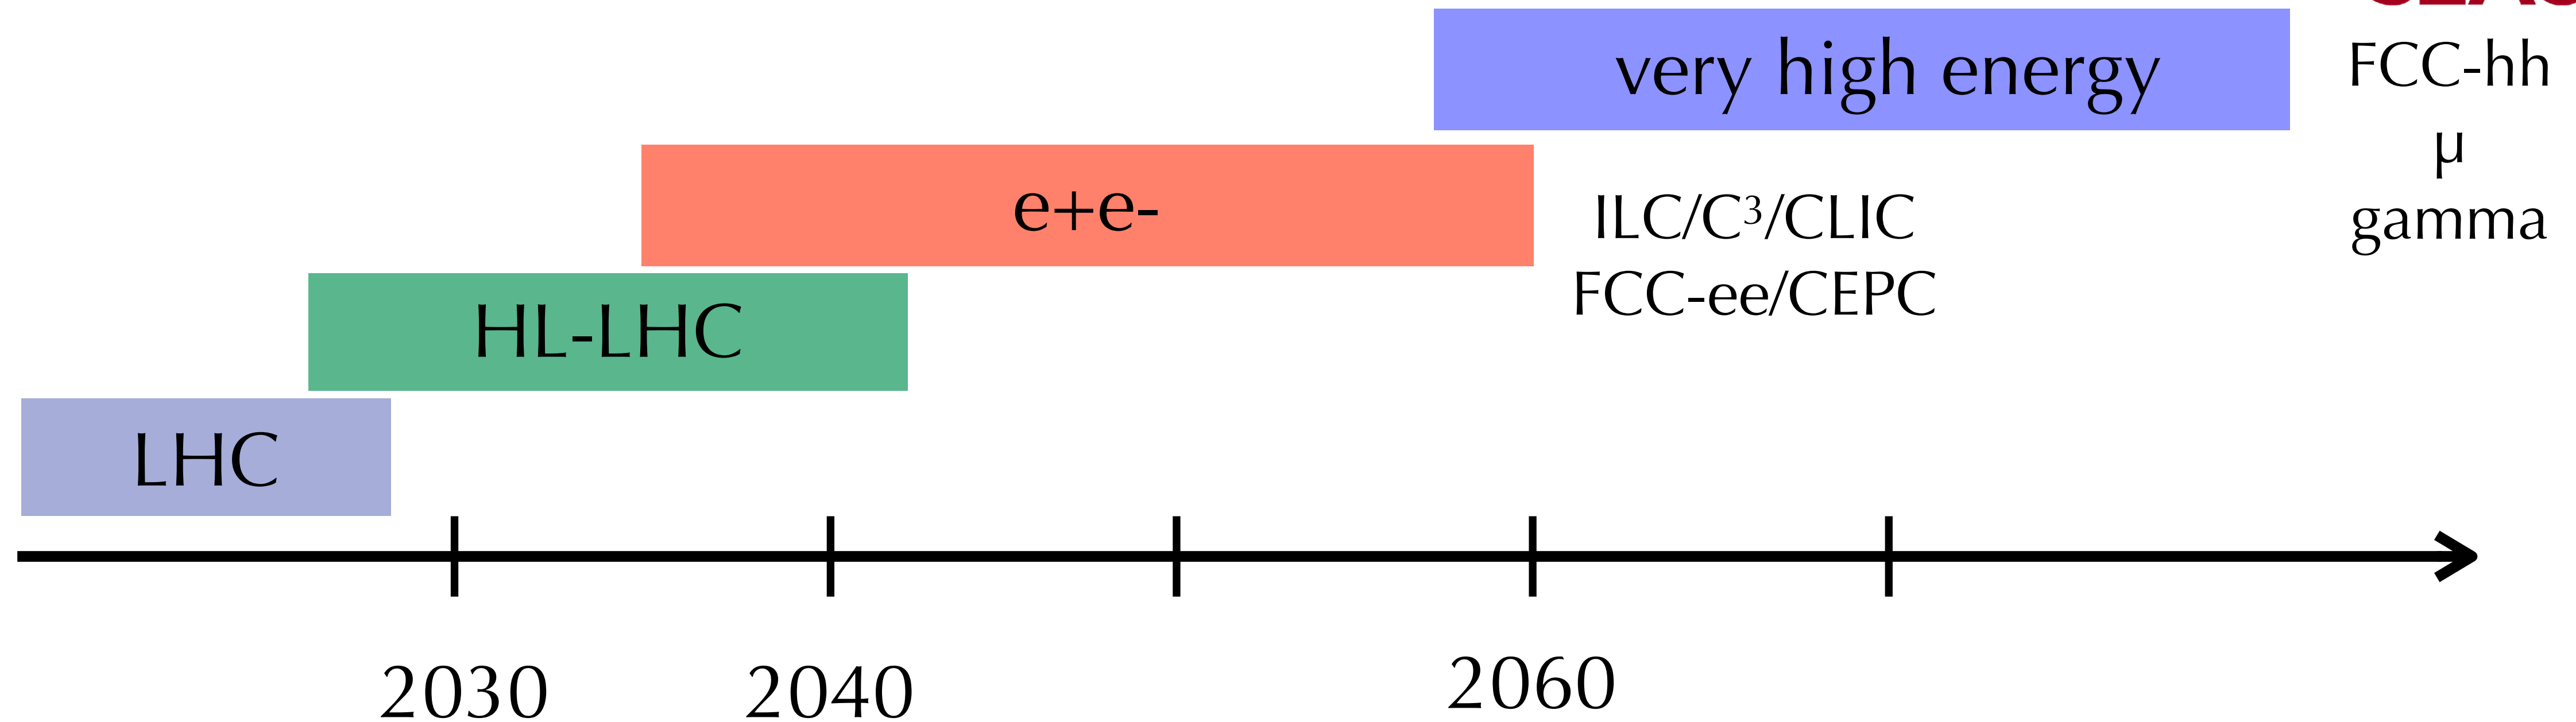 very high energy
FCC-hh
μ
gamma
e+e-
ILC/C³/CLIC
FCC-ee/CEPC
HL-LHC
LHC
2030
2040
2060